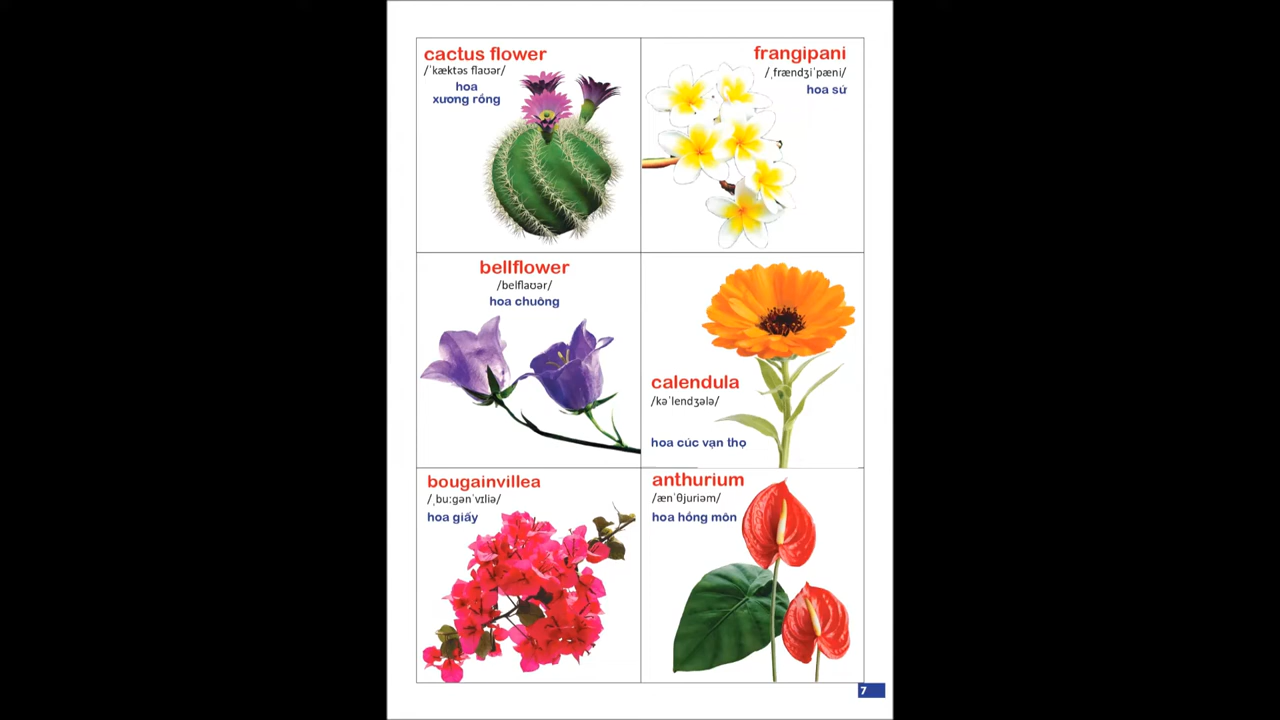 cactus flower
/ˈkæktəs flaʊər/
hoa
xương rồng
frangipani
/ˌfrændʒiˈpæni/
hoa sứ
bellflower
/belflaʊər/
hoa chuông
calendula
/kəˈlendʒələ/
hoa cúc vạn thọ
bougainvillea
/ˌbuːɡənˈvɪliə/
hoa giấy
anthurium
/ænˈθjuriəm/
hoa hồng môn
7